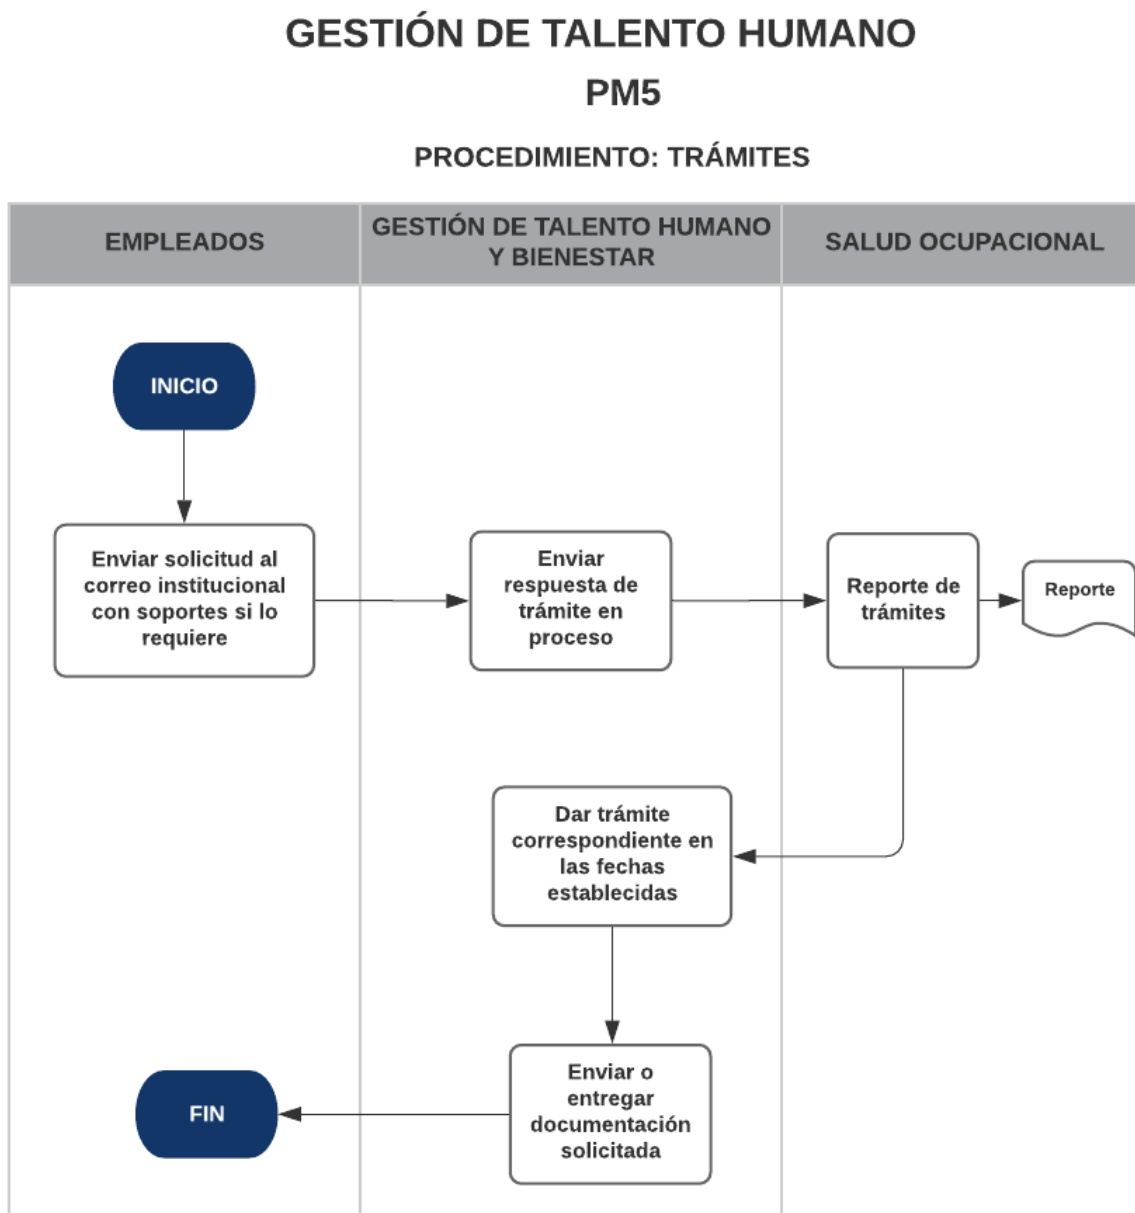 GESTIÓN DE TALENTO HUMANO
PM5
PROCEDIMIENTO: TRÁMITES
EMPLEADOS
GESTIÓN DE TALENTO HUMANO
Y BIENESTAR
SALUD OCUPACIONAL
INICIO
Enviar solicitud al
correo institucional
con soportes si lo
requiere
Enviar
respuesta de
trámite en
proceso
Reporte de
trámites
Reporte
Dar trámite
correspondiente en
las fechas
establecidas
Enviar o
entregar
documentación
solicitada
FIN